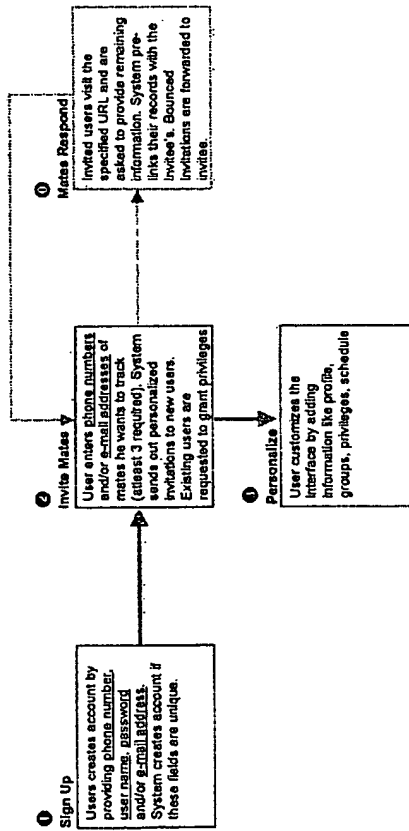 1
Sign Up
Users creates account by
providing phone number,
user name, password
and/or e-mail address.
System creates account if
these fields are unique.
2
Invite Mates
User enters phone numbers
and/or e-mail addresses of
mates he wants to track
(atleast 3 required). System
sends out personalized
invitations to new users.
Existing users are
requested to grant privileges
3
Personalize
User customizes the
interface by adding
information like profile,
groups, privileges, schedule
Mates Respond
Invited users visit the
specified URL and are
asked to provide remaining
information. System pre-
links their records with the
Invitee's. Bounced
Invitations are forwarded to
invitee.